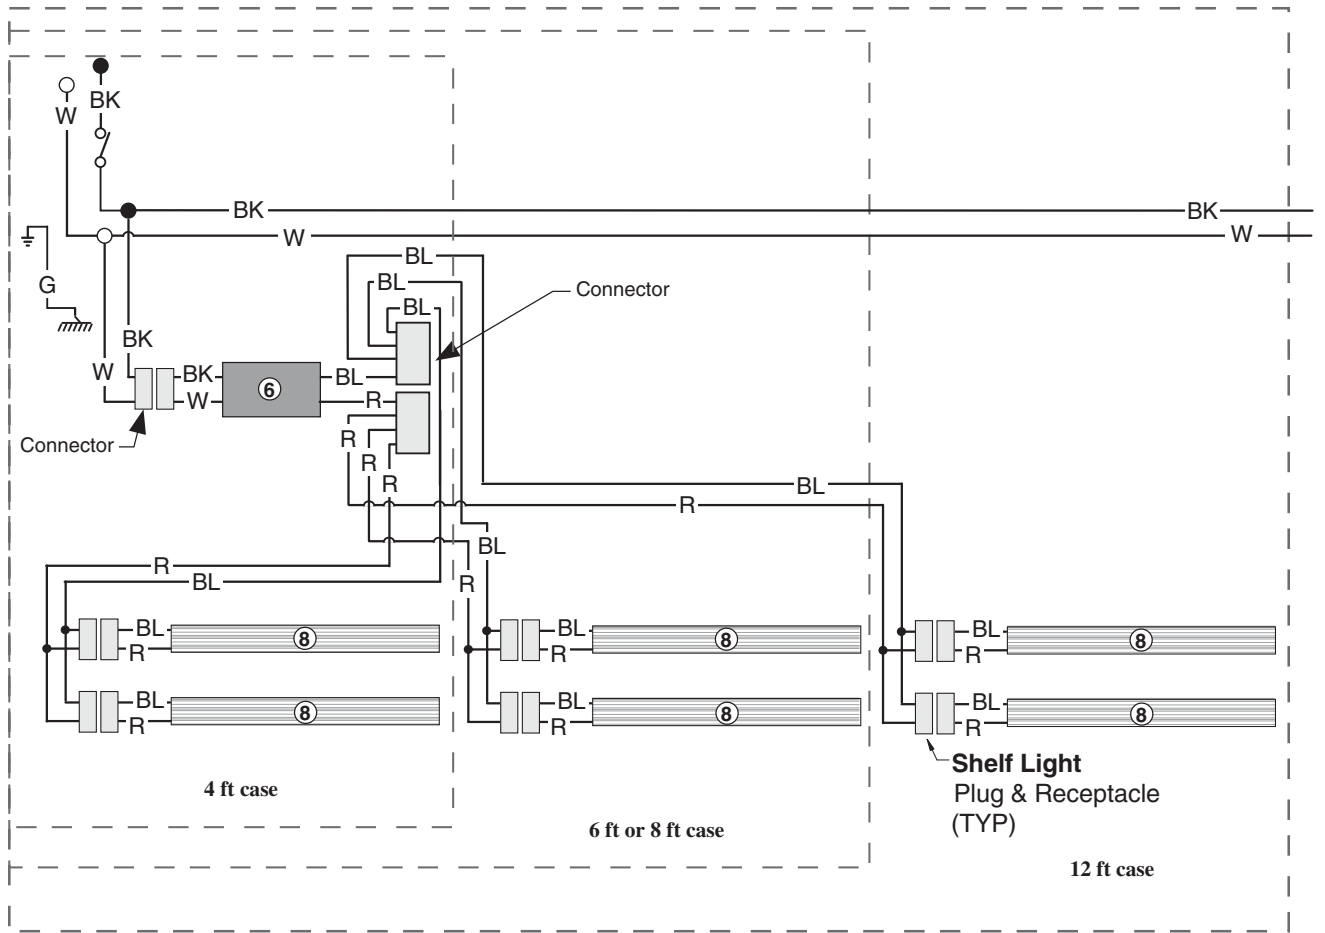 BK
W
BK
BK
W
W
BL
BL
Connector
G
BL
BK
W
BK
BL
6
W
R
Connector
R
R
R
BL
R
BL
R
BL
R
BL
BL
BL
8
8
8
R
R
R
BL
BL
BL
8
8
8
R
R
R
Shelf Light
Plug & Receptacle
(TYP)
4 ft case
6 ft or 8 ft case
12 ft case